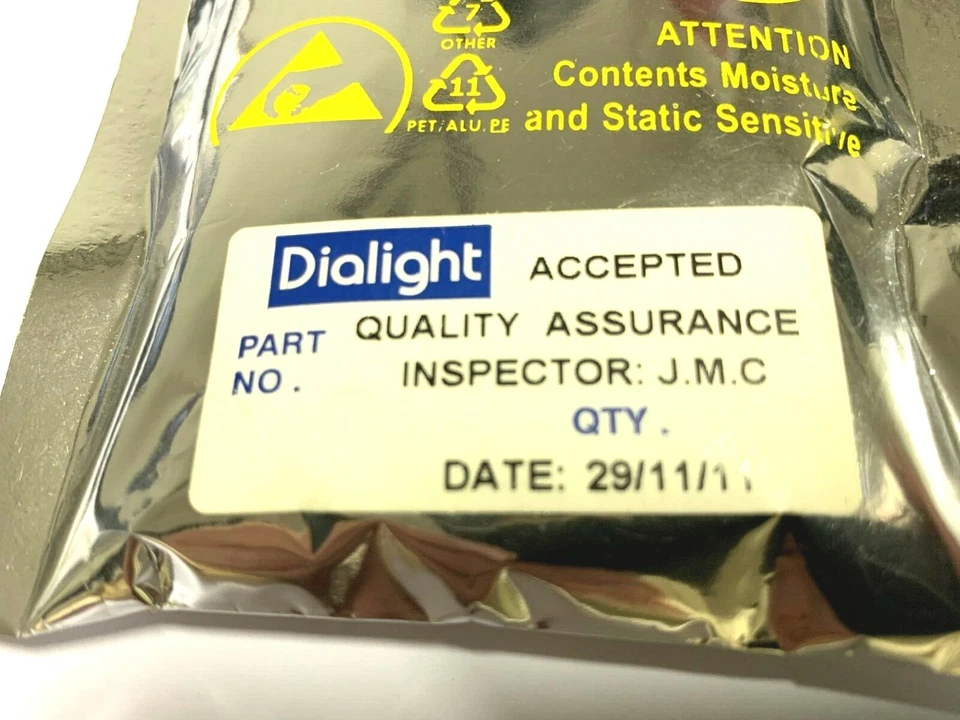 7
OTHER
11
PET/ALU.PE
ATTENTION
Contents Moisture
and Static Sensitive
Dialight ACCEPTED
PART QUALITY ASSURANCE
NO. INSPECTOR: J.M.C
QTY.
DATE: 29/11/11